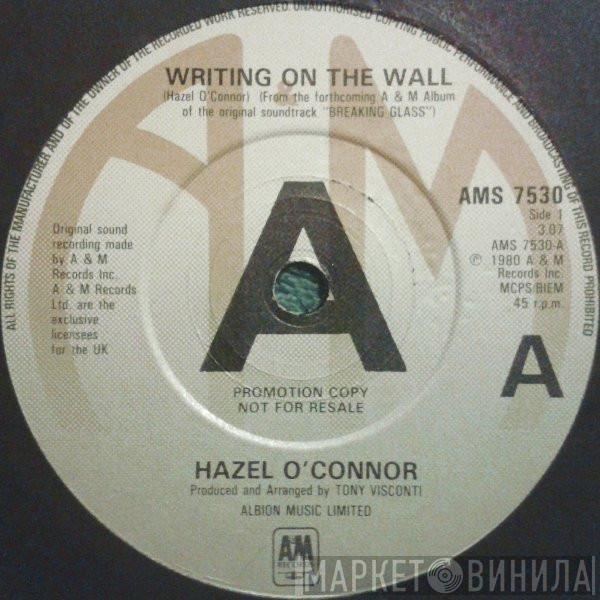 ALL RIGHTS OF THE MANUFACTURER AND OF THE OWNER OF THE RECORDED WORK RESERVED. UNAUTHORISED COPYING PUBLIC PERFORMANCE AND BROADCASTING OF THIS RECORD PROHIBITED
WRITING ON THE WALL
(Hazel O'Connor) (From the forthcoming A & M Album
of the original soundtrack "BREAKING GLASS")
AMS 7530
Side 1
3.07
AMS 7530-A
℗ 1980 A & M
Records Inc.
MCPS/BIEM
45 r.p.m.
Original sound
recording made
by A & M
Records Inc.
A & M Records
Ltd. are the
exclusive
licensees
for the UK
A
A
PROMOTION COPY
NOT FOR RESALE
HAZEL O'CONNOR
Produced and Arranged by TONY VISCONTI
ALBION MUSIC LIMITED
A&M
RECORDS
МАРКЕТ ВИНИЛА